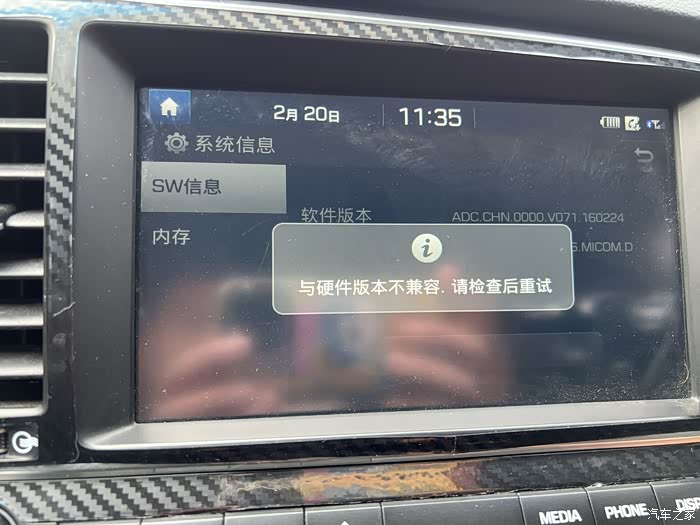 2月 20日
11:35
系统信息
SW信息
软件版本
ADC.CHN.0000.V071.160224
内存
.MICOM.D
与硬件版本不兼容. 请检查后重试
MEDIA
PHONE
DISP
汽车之家